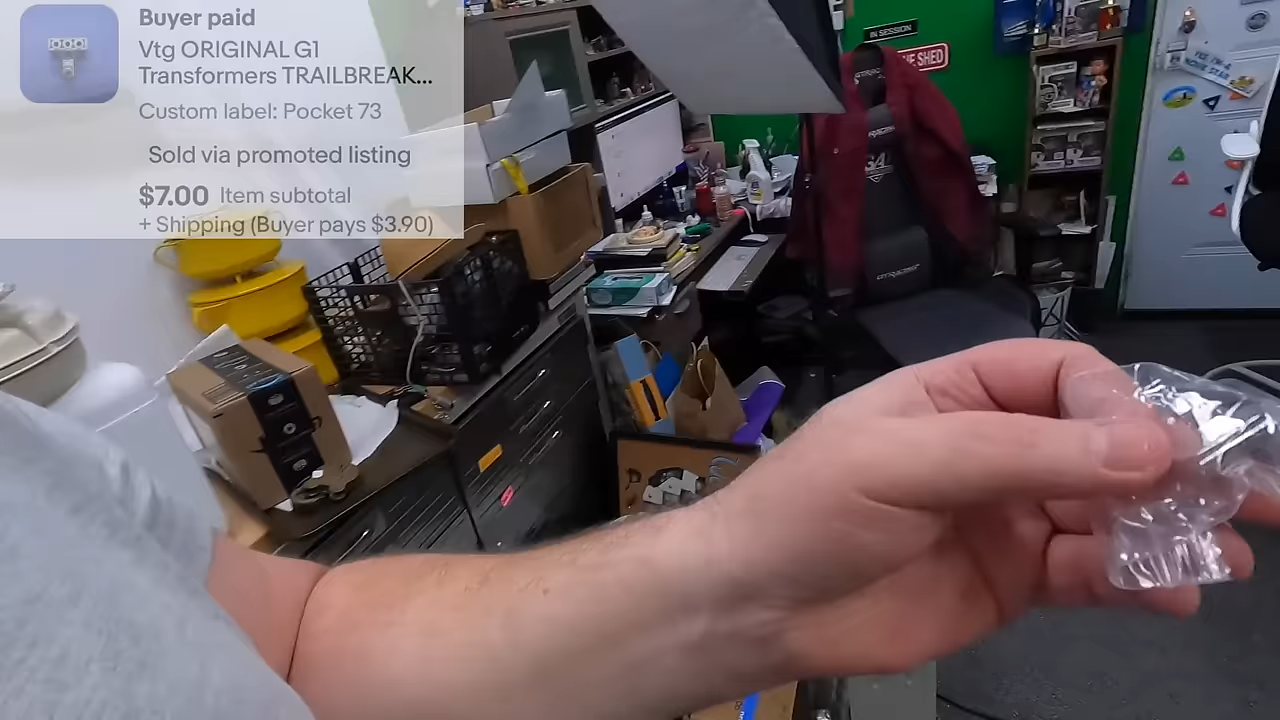 Buyer paid
Vtg ORIGINAL G1
Transformers TRAILBREAK...
Custom label: Pocket 73
Sold via promoted listing
$7.00 Item subtotal
+ Shipping (Buyer pays $3.90)
IN SESSION
SHED
GTRACING